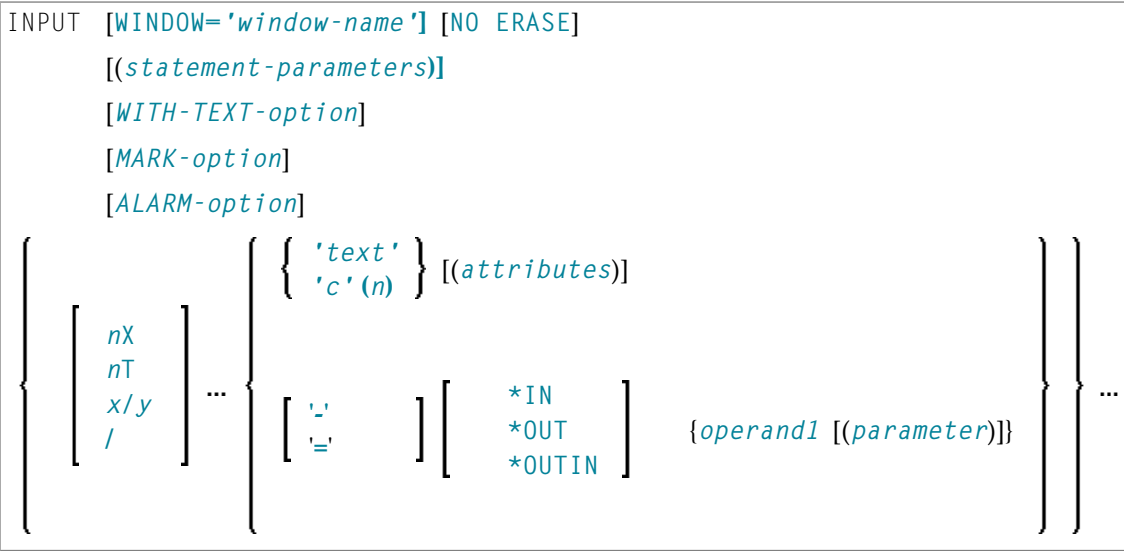 INPUT [WINDOW='window-name'] [NO ERASE]
[(statement-parameters)]
[WITH-TEXT-option]
[MARK-option]
[ALARM-option]
'text'
'c' (n)
[(attributes)]
nX
nT
x/y
/
...
'-'
'='
*IN
*OUT
*OUTIN
{operand1 [(parameter)]}
...